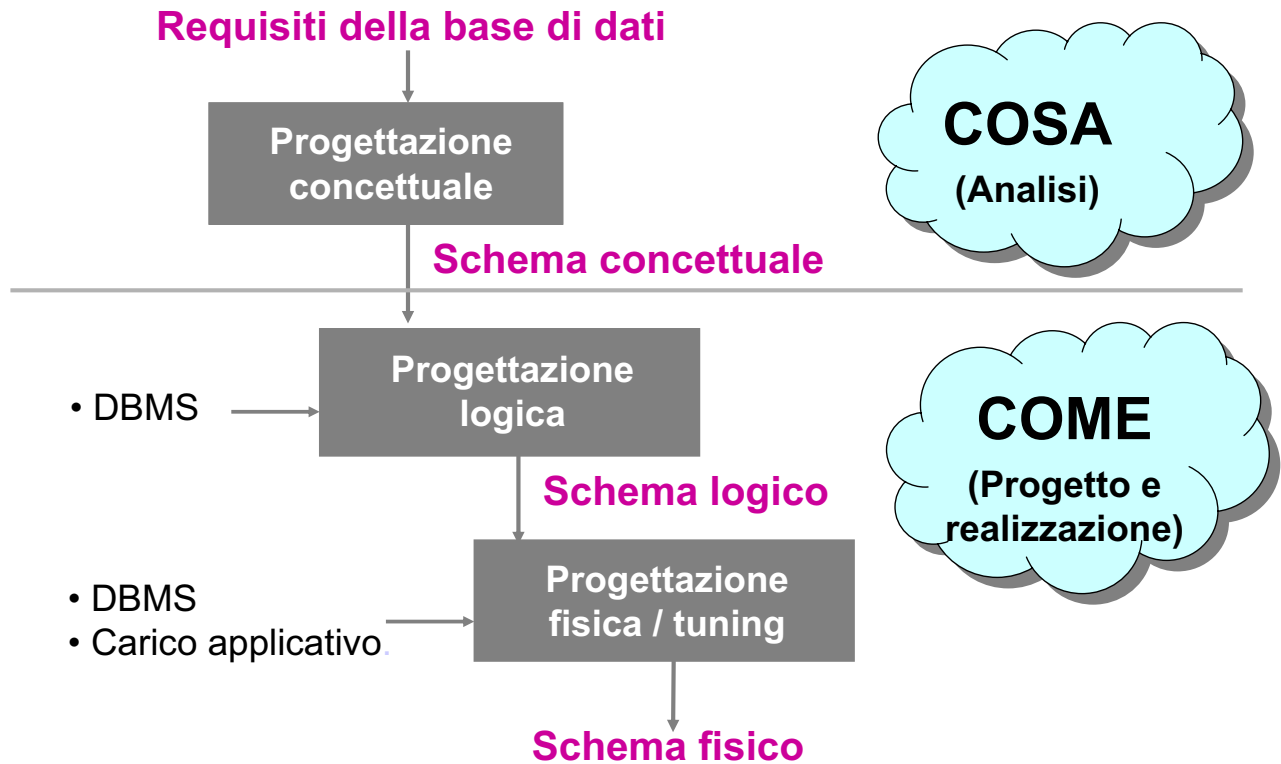 Requisiti della base di dati
Progettazione
concettuale
COSA
(Analisi)
Schema concettuale
Progettazione
logica
• DBMS
COME
(Progetto e
realizzazione)
Schema logico
Progettazione
fisica / tuning
• DBMS
• Carico applicativo.
Schema fisico